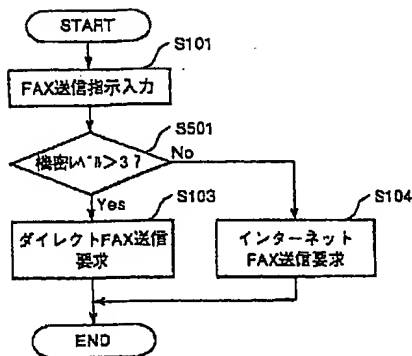 START
S101
FAX送信指示入力
S501
機密ﾚﾍﾞﾙ>3?
No
Yes
S103
S104
ダイレクトFAX送信
要求
インターネット
FAX送信要求
END